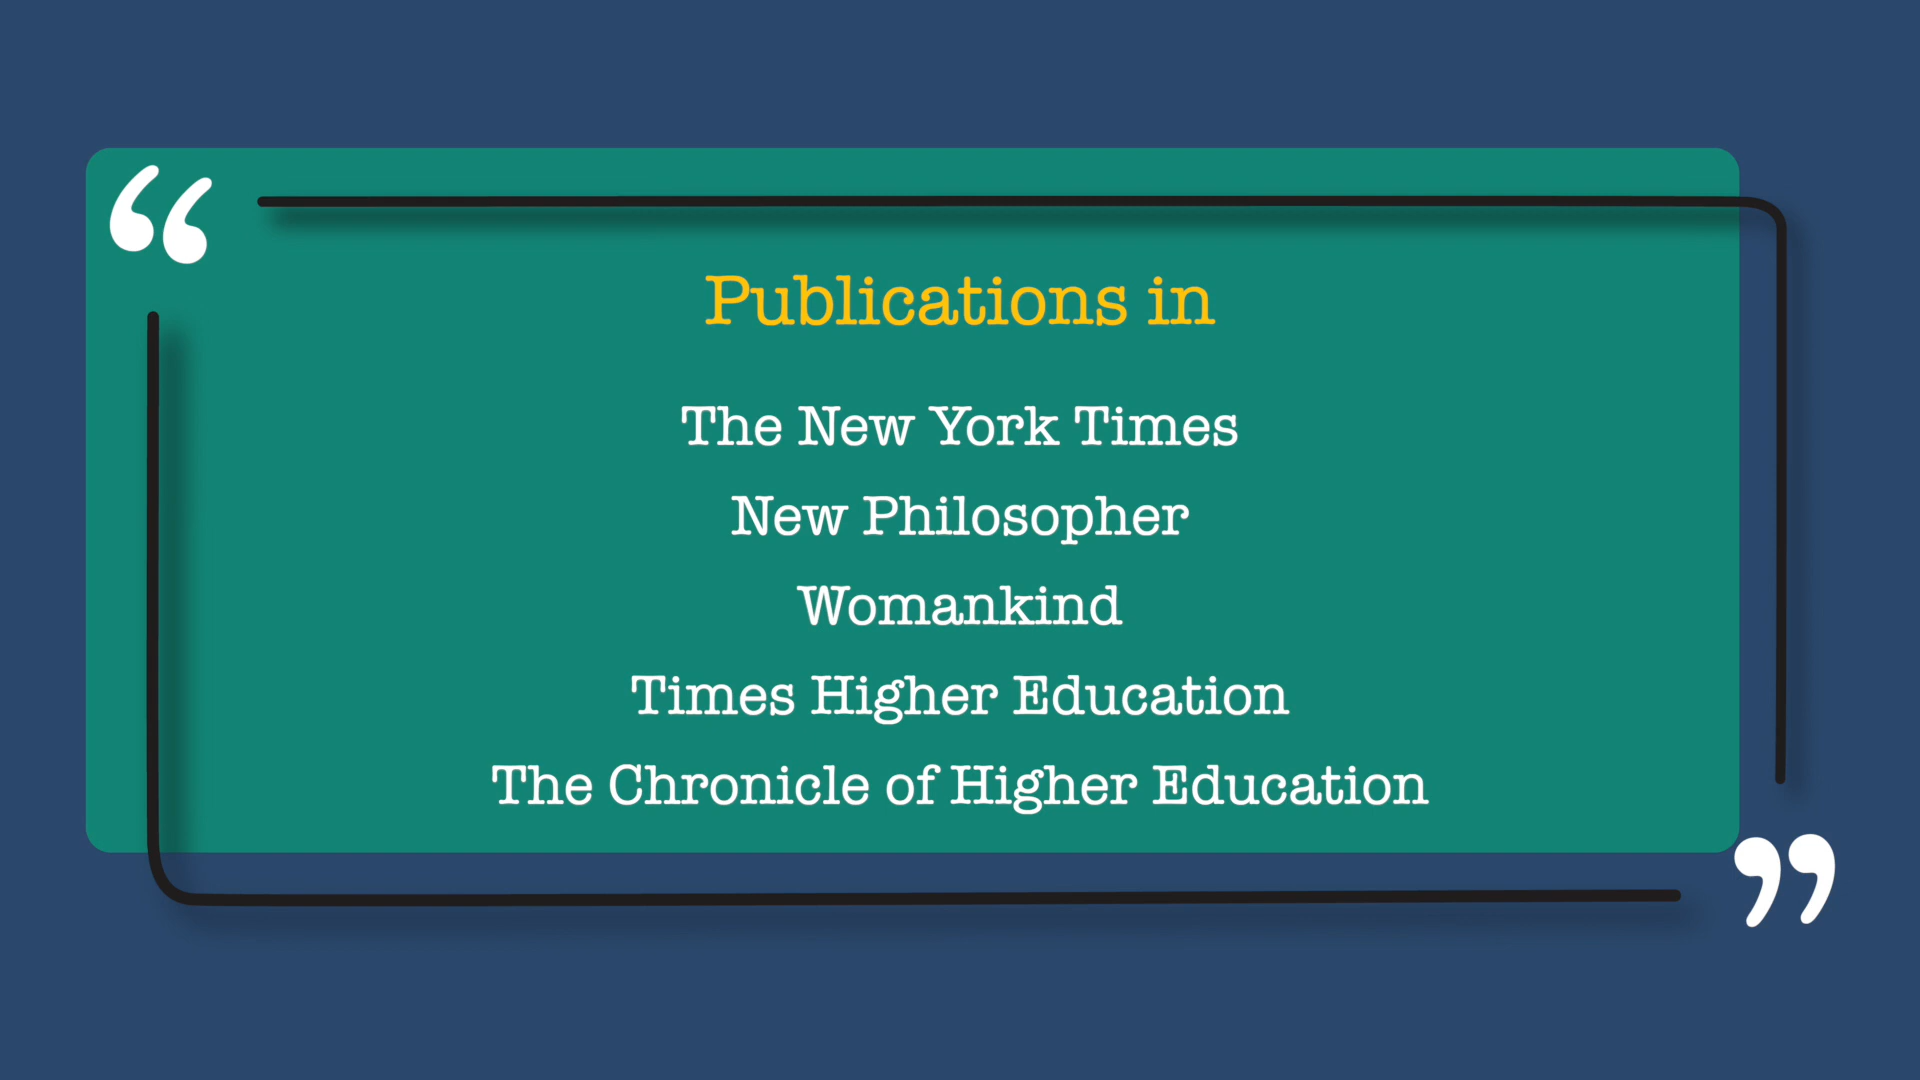 Publications in
The New York Times
New Philosopher
Womankind
Times Higher Education
The Chronicle of Higher Education